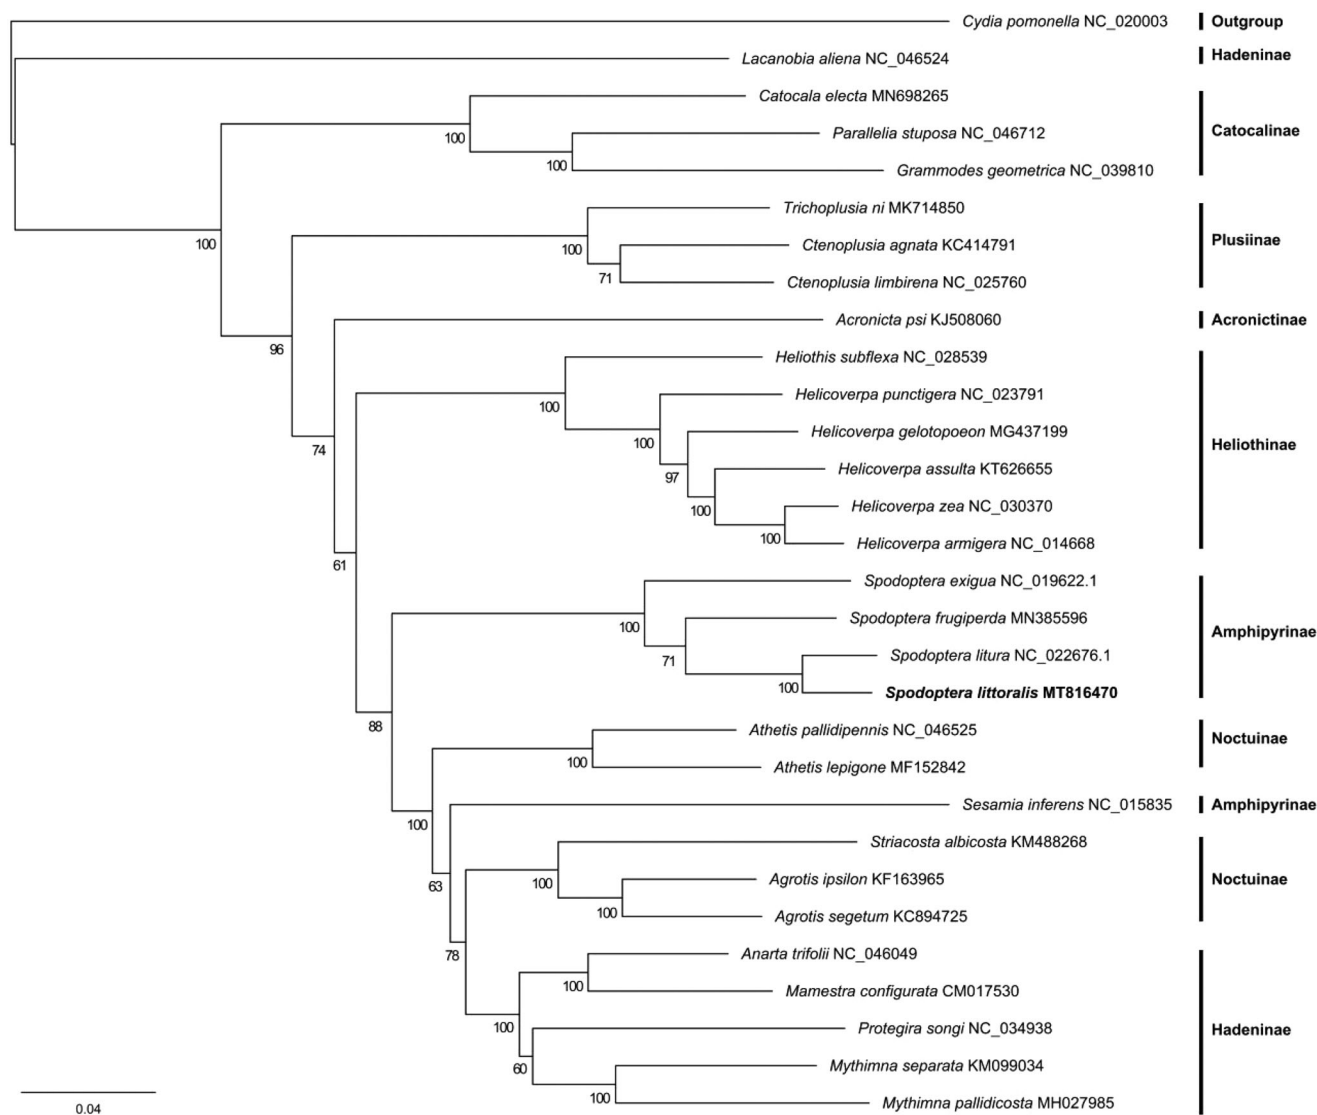 Cydia pomonella NC_020003 Outgroup
Lacanobia aliena NC_046524 Hadeninae
Catocala electa MN698265
100
Parallelia stuposa NC_046712 Catocalinae
100
Grammodes geometrica NC_039810
Trichoplusia ni MK714850
100
100
Ctenoplusia agnata KC414791 Plusiinae
71
Ctenoplusia limbirena NC_025760
Acronicta psi KJ508060 Acronictinae
96
Heliothis subflexa NC_028539
Helicoverpa punctigera NC_023791
100
Helicoverpa gelotopoeon MG437199
100
74
Heliothinae
Helicoverpa assulta KT626655
97
Helicoverpa zea NC_030370
100
Helicoverpa armigera NC_014668
100
61
Spodoptera exigua NC_019622.1
Spodoptera frugiperda MN385596
100
Amphipyrinae
Spodoptera litura NC_022676.1
71
Spodoptera littoralis MT816470
100
88
Athetis pallidipennis NC_046525
Noctuinae
Athetis lepigone MF152842
100
Sesamia inferens NC_015835 Amphipyrinae
100
Striacosta albicosta KM488268
Agrotis ipsilon KF163965 Noctuinae
100
63
Agrotis segetum KC894725
100
Anarta trifolii NC_046049
78
Mamestra configurata CM017530
100
Protegira songi NC_034938 Hadeninae
100
Mythimna separata KM099034
60
Mythimna pallidicosta MH027985
100
0.04